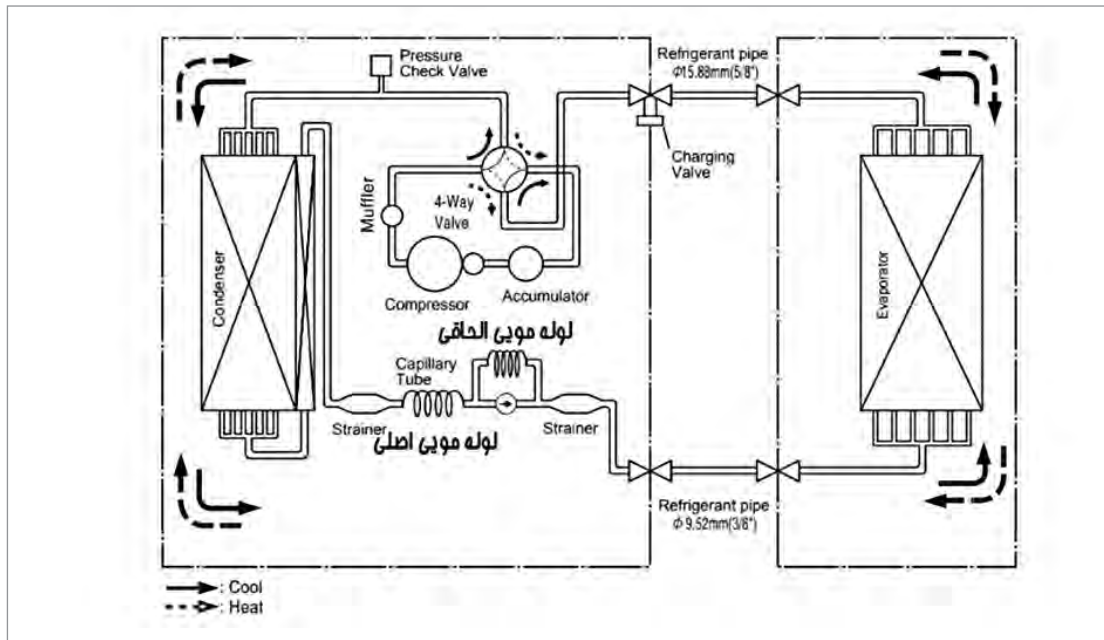 Pressure
Check Valve
Refrigerant pipe
Φ15.88mm(5/8")
Charging
Valve
Muffler
4-Way
Valve
Condenser
Evaporator
Compressor
Accumulator
لوله مویی الحاقی
Capillary
Tube
Strainer
Strainer
لوله مویی اصلی
Refrigerant pipe
Φ9.52mm(3/8")
: Cool
: Heat